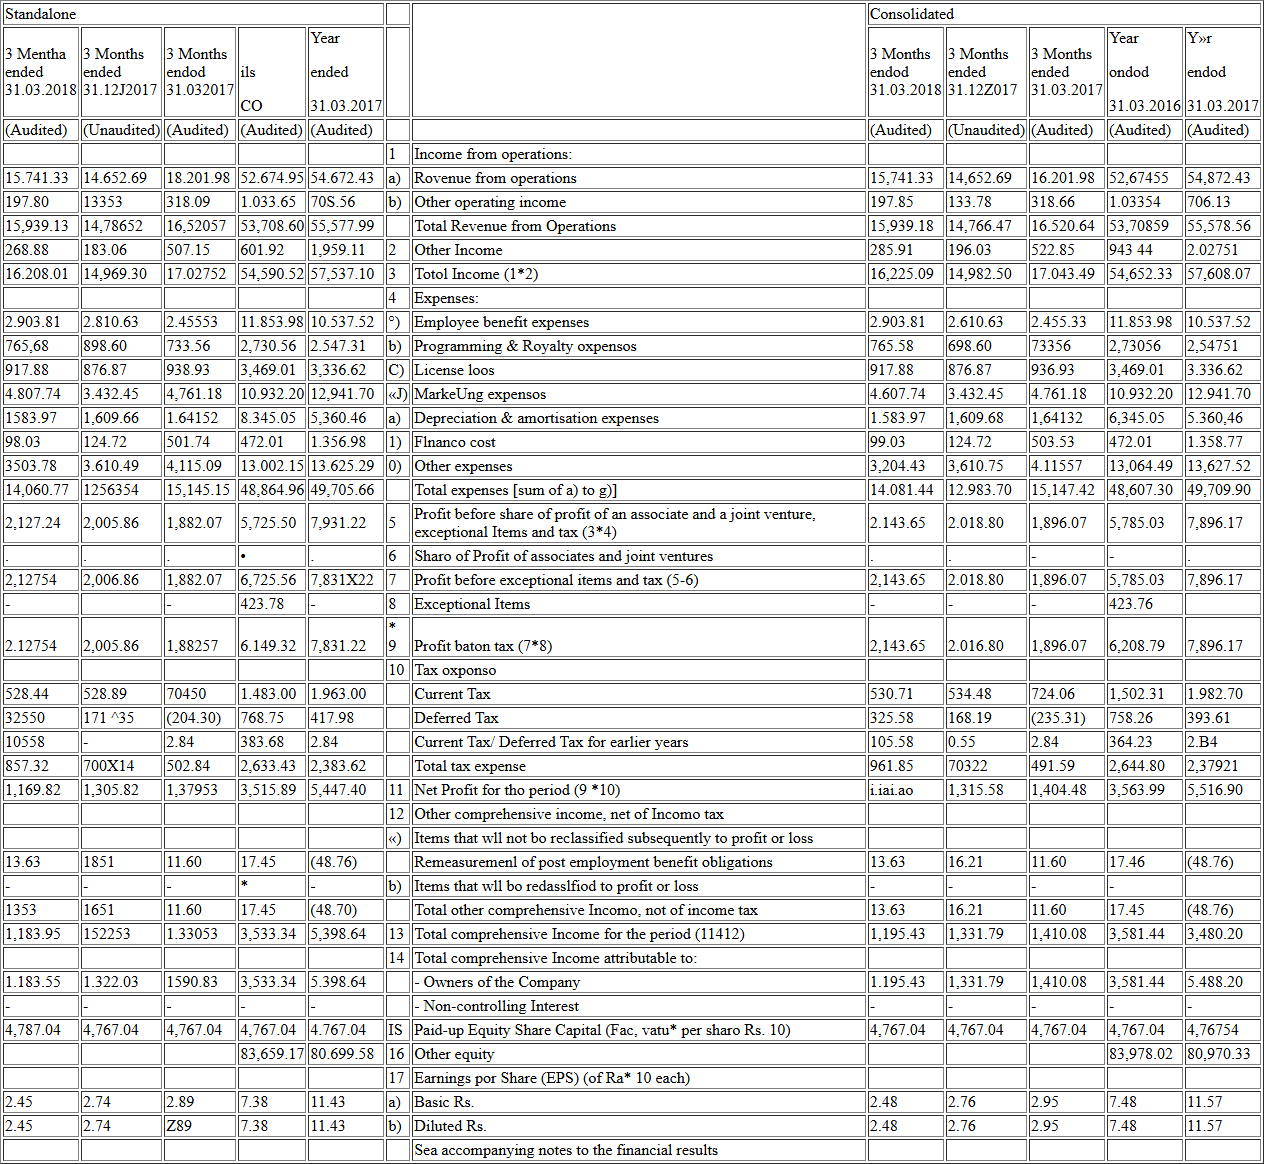 Standalone Consolidated
3 Mentha ended 31.03.2018 3 Months ended 31.12J2017 3 Months endod 31.032017 ils CO Year ended 31.03.2017 3 Months endod 31.03.2018 3 Months ended 31.12Z017 3 Months ended 31.03.2017 Year ondod 31.03.2016 Y»r endod 31.03.2017
(Audited) (Unaudited) (Audited) (Audited) (Audited) (Audited) (Unaudited) (Audited) (Audited) (Audited)
1 Income from operations:
15.741.33 14.652.69 18.201.98 52.674.95 54.672.43 a) Rovenue from operations 15,741.33 14,652.69 16.201.98 52,67455 54,872.43
197.80 13353 318.09 1.033.65 70S.56 b) Other operating income 197.85 133.78 318.66 1.03354 706.13
15,939.13 14,78652 16,52057 53,708.60 55,577.99 Total Revenue from Operations 15,939.18 14,766.47 16.520.64 53,70859 55,578.56
268.88 183.06 507.15 601.92 1,959.11 2 Other Income 285.91 196.03 522.85 943 44 2.02751
16.208.01 14,969.30 17.02752 54,590.52 57,537.10 3 Totol Income (1*2) 16,225.09 14,982.50 17.043.49 54,652.33 57,608.07
4 Expenses:
2.903.81 2.810.63 2.45553 11.853.98 10.537.52 °) Employee benefit expenses 2.903.81 2.610.63 2.455.33 11.853.98 10.537.52
765,68 898.60 733.56 2,730.56 2.547.31 b) Programming & Royalty oxpensos 765.58 698.60 73356 2,73056 2,54751
917.88 876.87 938.93 3,469.01 3,336.62 C) License loos 917.88 876.87 936.93 3,469.01 3.336.62
4.807.74 3.432.45 4,761.18 10.932.20 12,941.70 «J) MarkeUng expensos 4.607.74 3.432.45 4.761.18 10.932.20 12.941.70
1583.97 1,609.66 1.64152 8.345.05 5,360.46 a) Depreciation & amortisation expenses 1.583.97 1,609.68 1.64132 6,345.05 5.360,46
98.03 124.72 501.74 472.01 1.356.98 1) Flnanco cost 99.03 124.72 503.53 472.01 1.358.77
3503.78 3.610.49 4,115.09 13.002.15 13.625.29 0) Other expenses 3,204.43 3,610.75 4.11557 13,064.49 13,627.52
14,060.77 1256354 15,145.15 48,864.96 49,705.66 Total expenses [sum of a) to g)] 14.081.44 12.983.70 15,147.42 48,607.30 49,709.90
2,127.24 2,005.86 1,882.07 5,725.50 7,931.22 5 Profit before share of profit of an associate and a joint venture, exceptional Items and tax (3*4) 2.143.65 2.018.80 1,896.07 5,785.03 7,896.17
. . . • 6 Sharo of Profit of associates and joint ventures . . - - .
2,12754 2,006.86 1,882.07 6,725.56 7,831X22 7 Profit before exceptional items and tax (5-6) 2,143.65 2.018.80 1,896.07 5,785.03 7,896.17
- - 423.78 - 8 Exceptional Items - - - 423.76
2.12754 2,005.86 1,88257 6.149.32 7,831.22 * 9 Profit baton tax (7*8) 2,143.65 2.016.80 1,896.07 6,208.79 7,896.17
10 Tax oxponso
528.44 528.89 70450 1.483.00 1.963.00 Current Tax 530.71 534.48 724.06 1,502.31 1.982.70
32550 171 ^35 (204.30) 768.75 417.98 Deferred Tax 325.58 168.19 (235.31) 758.26 393.61
10558 - 2.84 383.68 2.84 Current Tax/ Deferred Tax for earlier years 105.58 0.55 2.84 364.23 2.B4
857.32 700X14 502.84 2,633.43 2,383.62 Total tax expense 961.85 70322 491.59 2,644.80 2,37921
1,169.82 1,305.82 1,37953 3,515.89 5,447.40 11 Net Profit for tho period (9 *10) i.iai.ao 1,315.58 1,404.48 3,563.99 5,516.90
12 Other comprehensive income, net of Incomo tax
«) Items that wll not be reclassified subsequently to profit or loss
13.63 1851 11.60 17.45 (48.76) Remeasuremenl of post employment benefit obligations 13.63 16.21 11.60 17.46 (48.76)
- - - * - b) Items that wll bo redasslfiod to profit or loss - - - -
1353 1651 11.60 17.45 (48.70) Total other comprehensive Incomo, not of income tax 13.63 16.21 11.60 17.45 (48.76)
1,183.95 152253 1.33053 3,533.34 5,398.64 13 Total comprehensive Income for the period (11412) 1,195.43 1,331.79 1,410.08 3,581.44 3,480.20
14 Total comprehensive Income attributable to:
1.183.55 1.322.03 1590.83 3,533.34 5.398.64 - Owners of the Company 1.195.43 1,331.79 1,410.08 3,581.44 5.488.20
- - - - - - Non-controlling Interest - - - - -
4,787.04 4,767.04 4,767.04 4,767.04 4.767.04 IS Paid-up Equity Share Capital (Fac, vatu* per sharo Rs. 10) 4,767.04 4,767.04 4,767.04 4,767.04 4,76754
83,659.17 80.699.58 16 Other equity 83,978.02 80,970.33
17 Earnings por Share (EPS) (of Ra* 10 each)
2.45 2.74 2.89 7.38 11.43 a) Basic Rs. 2.48 2.76 2.95 7.48 11.57
2.45 2.74 Z89 7.38 11.43 b) Diluted Rs. 2.48 2.76 2.95 7.48 11.57
Sea accompanying notes to the financial results